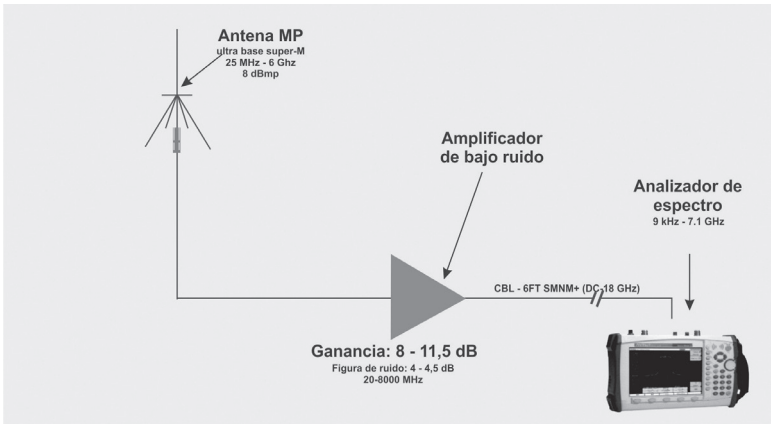 Antena MP
ultra base super-M
25 MHz - 6 Ghz
8 dBmp
Amplificador
de bajo ruido
Analizador de
espectro
9 kHz - 7.1 GHz
CBL - 6FT SMNM+ (DC-18 GHz)
Ganancia: 8 - 11,5 dB
Figura de ruido: 4 - 4,5 dB
20-8000 MHz